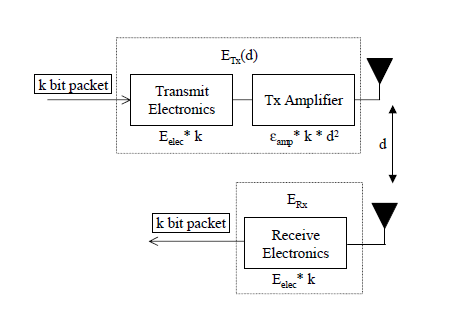 E_Tx(d)
k bit packet
Transmit
Electronics
Tx Amplifier
E_elec* k
ε_amp* k * d²
d
E_Rx
k bit packet
Receive
Electronics
E_elec* k